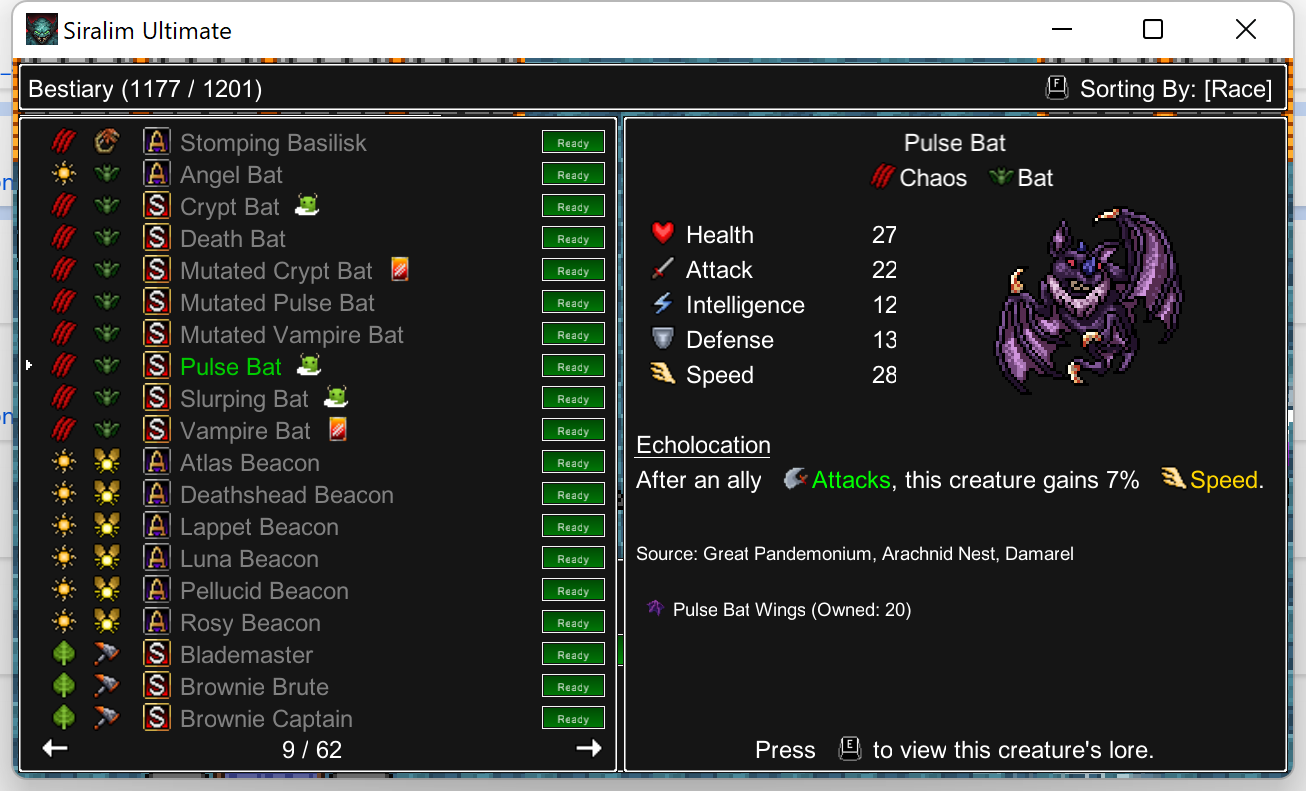 Siralim Ultimate
Bestiary (1177 / 1201)
F Sorting By: [Race]
A Stomping Basilisk Ready
A Angel Bat Ready
S Crypt Bat Ready
S Death Bat Ready
S Mutated Crypt Bat Ready
S Mutated Pulse Bat Ready
S Mutated Vampire Bat Ready
S Pulse Bat Ready
S Slurping Bat Ready
S Vampire Bat Ready
A Atlas Beacon Ready
A Deathshead Beacon Ready
A Lappet Beacon Ready
A Luna Beacon Ready
A Pellucid Beacon Ready
A Rosy Beacon Ready
S Blademaster Ready
S Brownie Brute Ready
S Brownie Captain Ready
9 / 62
Pulse Bat
Chaos Bat
Health 27
Attack 22
Intelligence 12
Defense 13
Speed 28
Echolocation
After an ally Attacks, this creature gains 7% Speed.
Source: Great Pandemonium, Arachnid Nest, Damarel
Pulse Bat Wings (Owned: 20)
Press E to view this creature's lore.